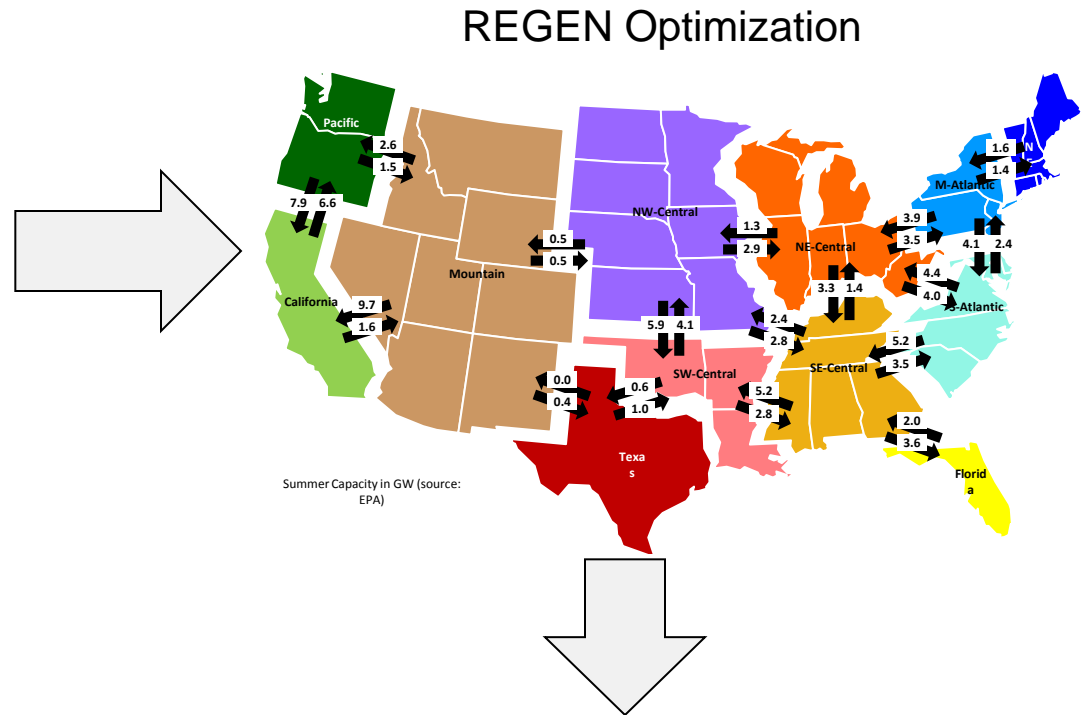 REGEN Optimization
Pacific
2.6
1.5
7.9 6.6
California
9.7
1.6
Mountain
0.5
0.5
NW-Central
1.3
2.9
NE-Central
1.6
1.4
M-Atlantic
3.9
3.5
4.1 2.4
4.4
4.0
S-Atlantic
3.3 1.4
5.9 4.1
2.4
2.8
5.2
3.5
SW-Central
SE-Central
0.0
0.4
0.6
1.0
5.2
2.8
2.0
3.6
Texa
s
Florid
a
Summer Capacity in GW (source:
EPA)